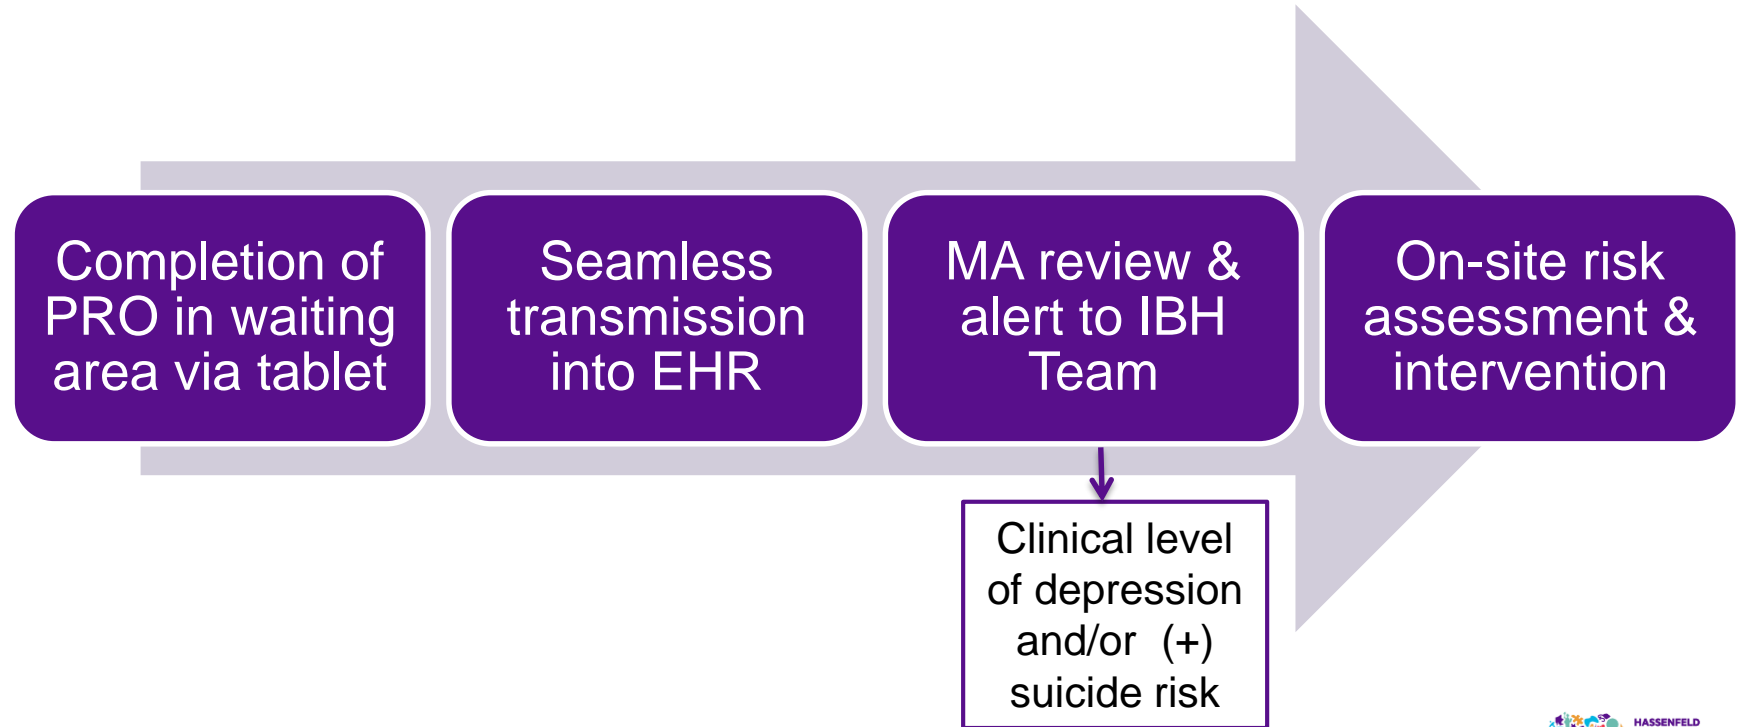 Completion of
PRO in waiting
area via tablet
Seamless
transmission
into EHR
MA review &
alert to IBH
Team
On-site risk
assessment &
intervention
Clinical level
of depression
and/or (+)
suicide risk
HASSENFELD